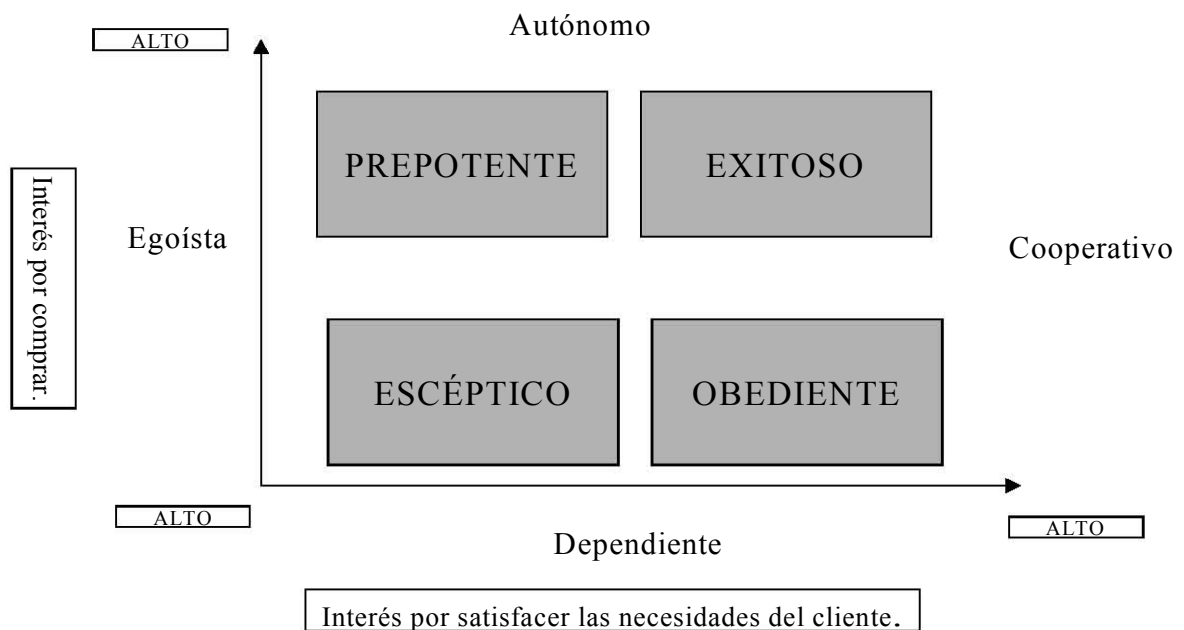 Autónomo
ALTO
PREPOTENTE
EXITOSO
Interés por comprar.
Egoísta
Cooperativo
ESCÉPTICO
OBEDIENTE
ALTO
ALTO
Dependiente
Interés por satisfacer las necesidades del cliente.